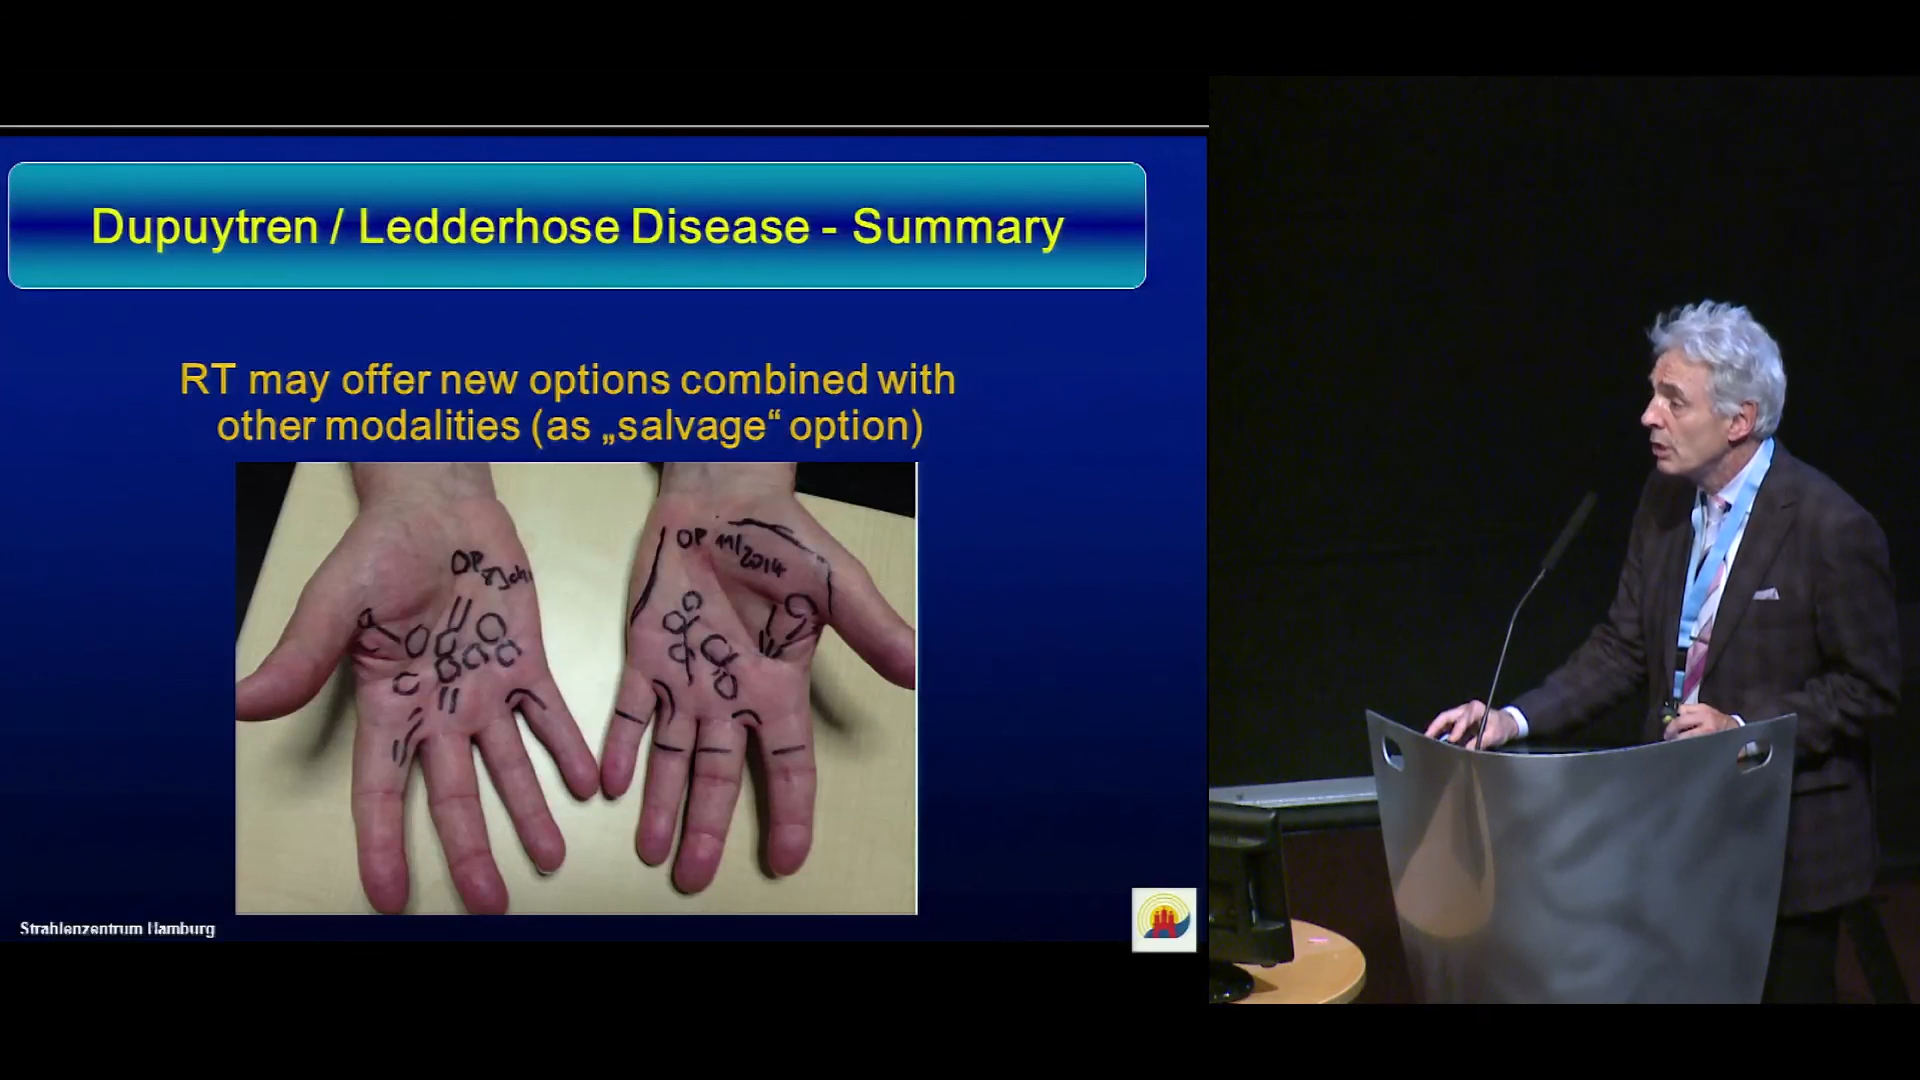 Dupuytren / Ledderhose Disease - Summary
RT may offer new options combined with
other modalities (as „salvage“ option)
OP
OP 11/2014
Strahlenzentrum Hamburg